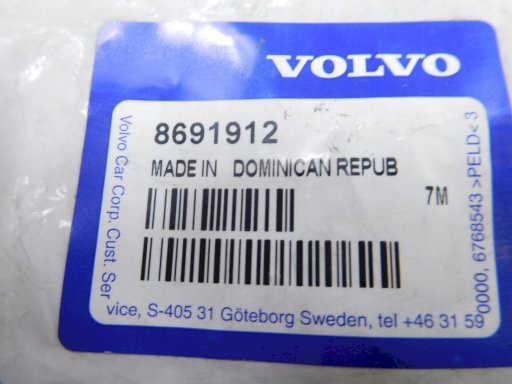 VOLVO
8691912
MADE IN DOMINICAN REPUB
7M
Volvo Car Corp. Cust. Ser
vice, S-405 31 Göteborg Sweden, tel +46 31 59
0000, 6768543 >PELD< 3